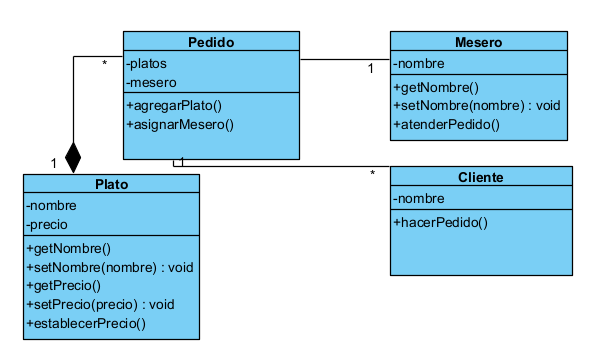 Pedido
-platos
-mesero
+agregarPlato()
+asignarMesero()
Mesero
-nombre
+getNombre()
+setNombre(nombre) : void
+atenderPedido()
*
1
1
1
*
Plato
-nombre
-precio
+getNombre()
+setNombre(nombre) : void
+getPrecio()
+setPrecio(precio) : void
+establecerPrecio()
Cliente
-nombre
+hacerPedido()